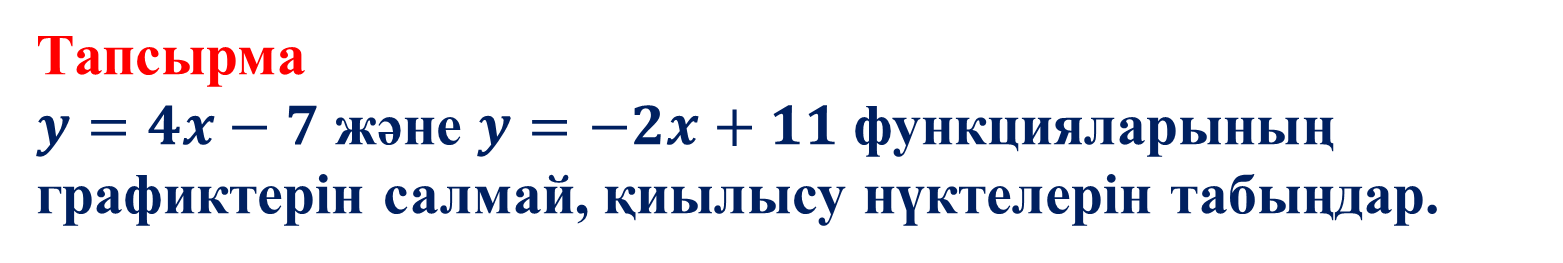 Тапсырма
y = 4x − 7 және y = −2x + 11 функцияларының
графиктерін салмай, қиылысу нүктелерін табыңдар.